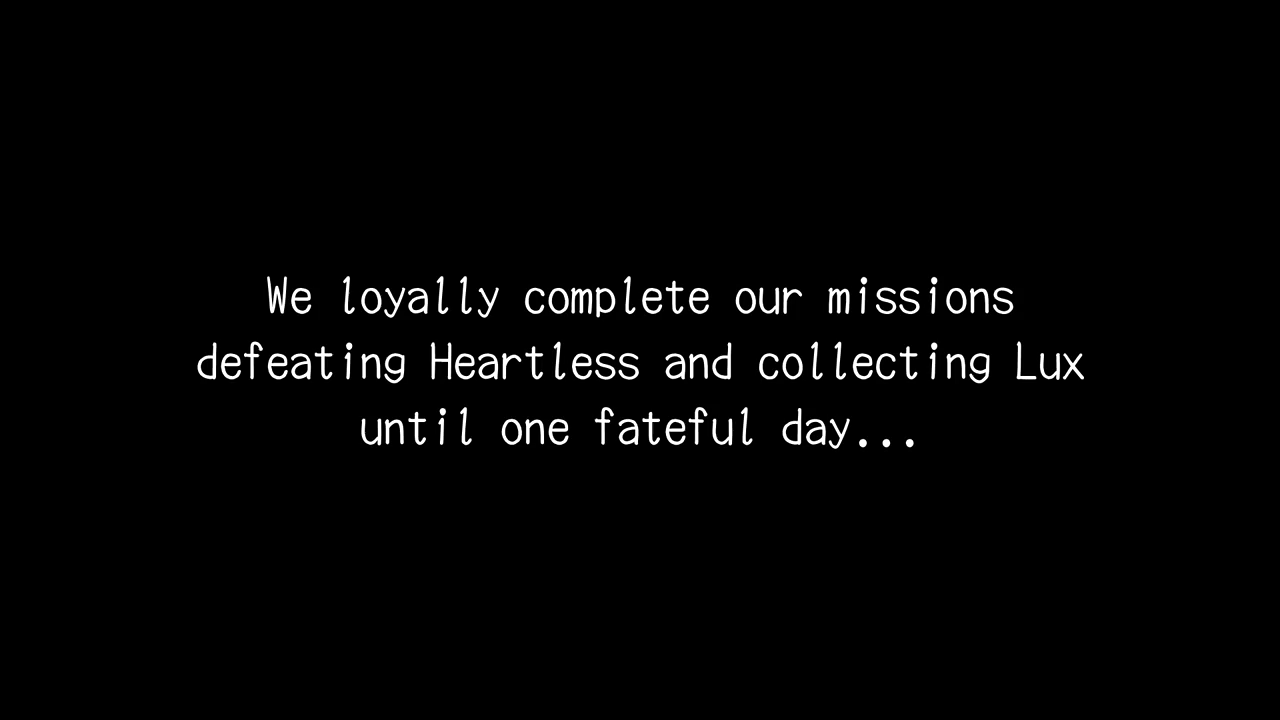 We loyally complete our missions
defeating Heartless and collecting Lux
until one fateful day...